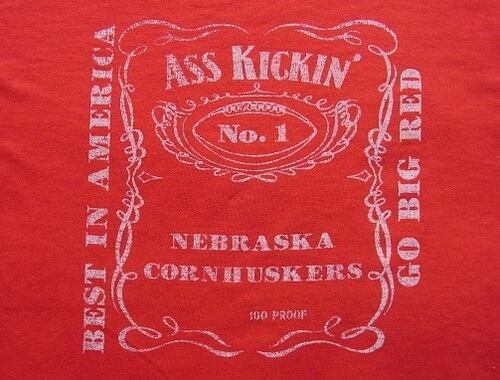 ASS KICKIN'
No. 1
NEBRASKA
CORNHUSKERS
100 PROOF
BEST IN AMERICA
GO BIG RED